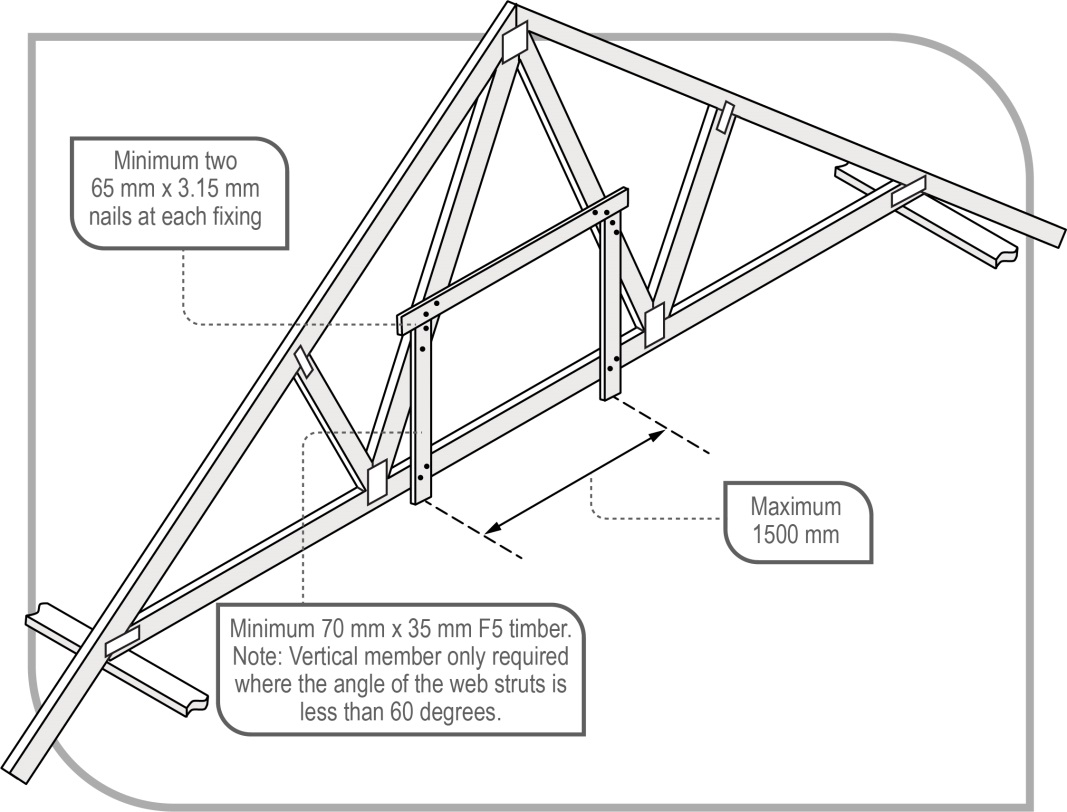 Minimum two
65 mm x 3.15 mm
nails at each fixing
Maximum
1500 mm
Minimum 70 mm x 35 mm F5 timber.
Note: Vertical member only required
where the angle of the web struts is
less than 60 degrees.